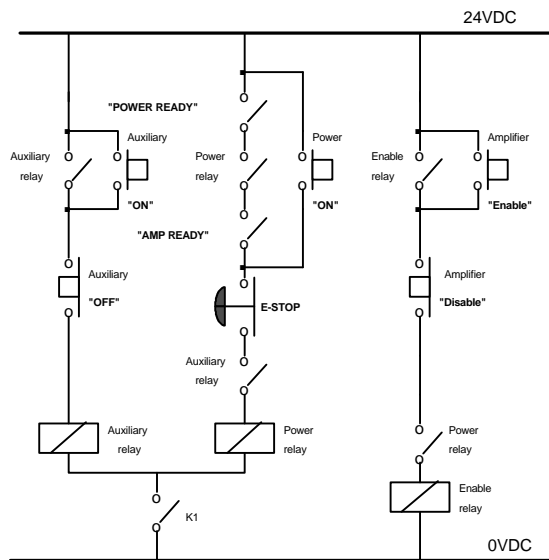 24VDC
"POWER READY"
Auxiliary
relay
Auxiliary
"ON"
Power
relay
Power
"ON"
Enable
relay
Amplifier
"Enable"
"AMP READY"
Auxiliary
"OFF"
E-STOP
Amplifier
"Disable"
Auxiliary
relay
Auxiliary
relay
Power
relay
Power
relay
Enable
relay
K1
0VDC